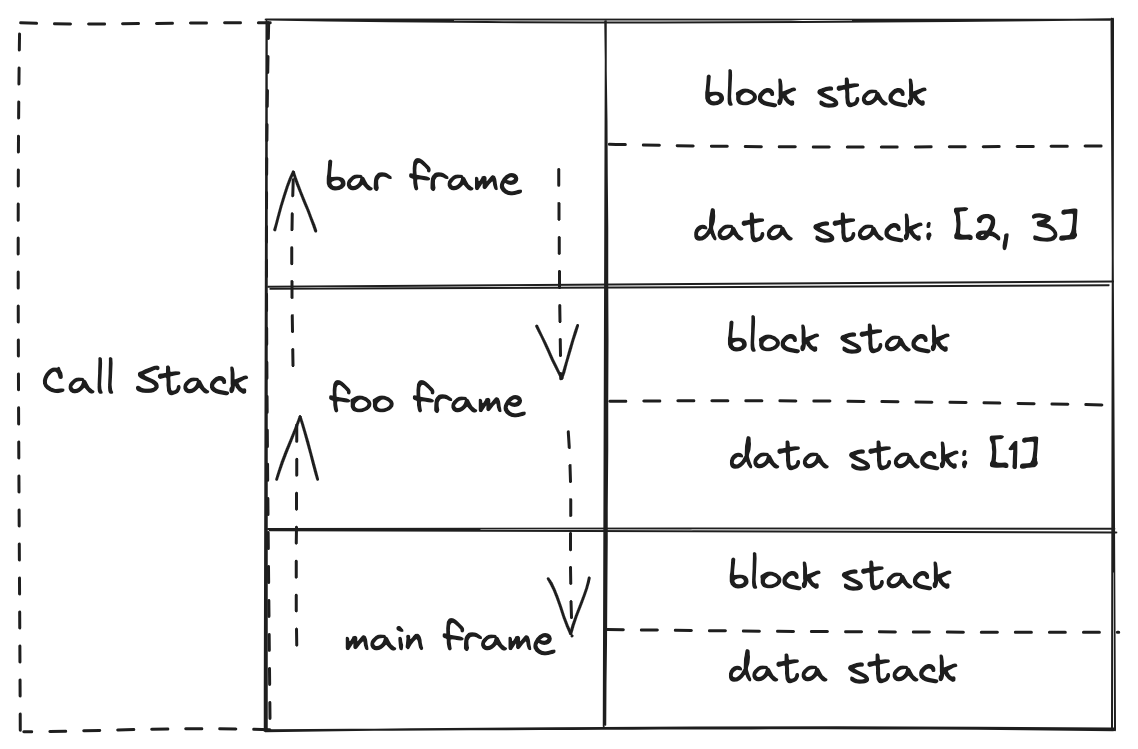 block stack
bar frame
data stack: [2, 3]
block stack
Call Stack
foo frame
data stack: [1]
block stack
main frame
data stack